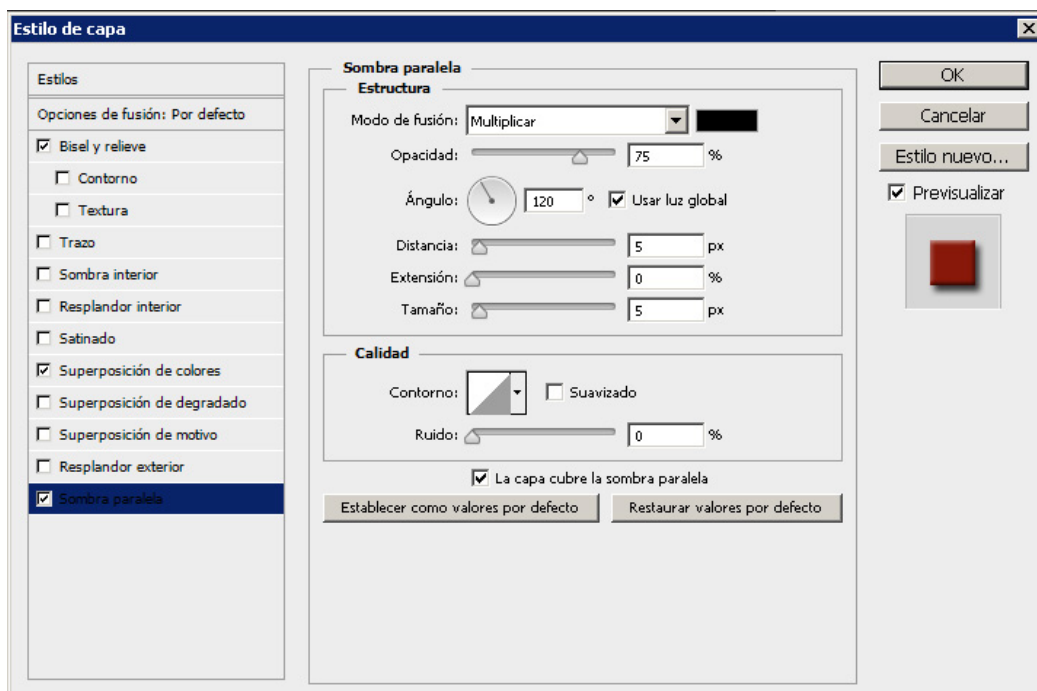 Estilo de capa
Estilos
Opciones de fusión: Por defecto
Bisel y relieve
Contorno
Textura
Trazo
Sombra interior
Resplandor interior
Satinado
Superposición de colores
Superposición de degradado
Superposición de motivo
Resplandor exterior
Sombra paralela
Sombra paralela
Estructura
Modo de fusión: Multiplicar
Opacidad: 75 %
Ángulo: 120 ° Usar luz global
Distancia: 5 px
Extensión: 0 %
Tamaño: 5 px
Calidad
Contorno: Suavizado
Ruido: 0 %
La capa cubre la sombra paralela
Establecer como valores por defecto Restaurar valores por defecto
OK
Cancelar
Estilo nuevo...
Previsualizar